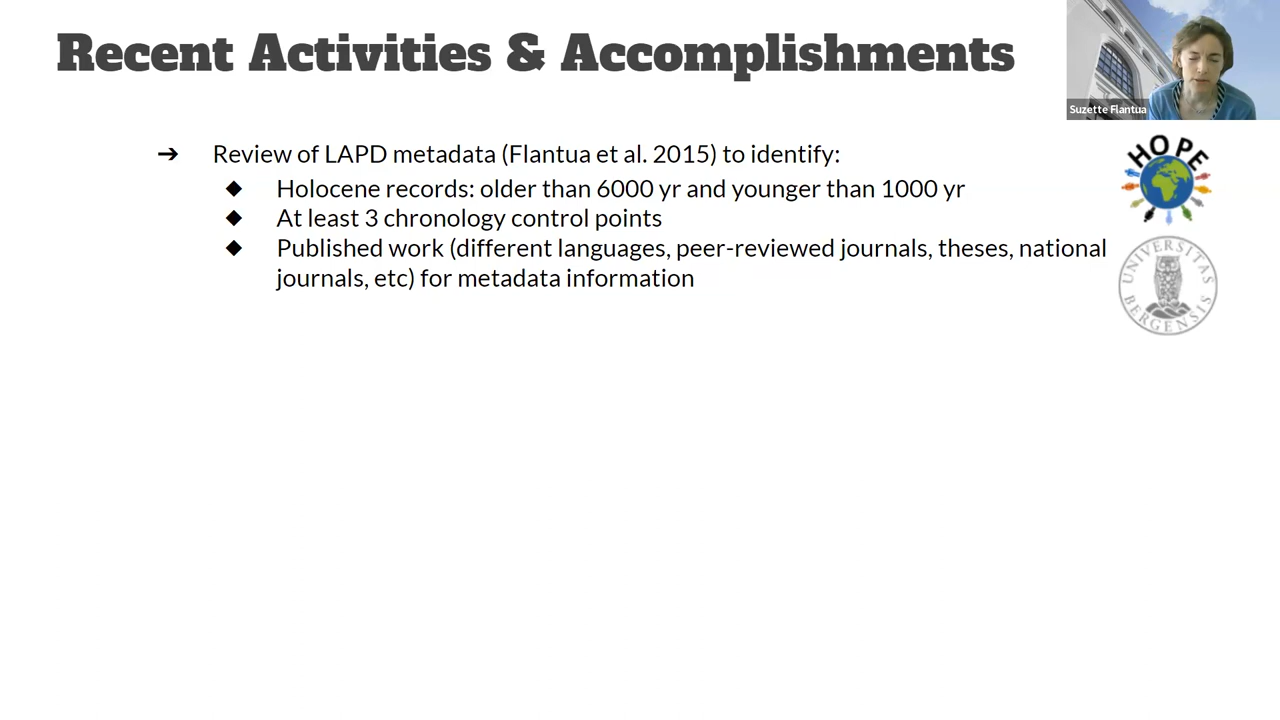 Recent Activities & Accomplishments
Suzette Flantua
➔ Review of LAPD metadata (Flantua et al. 2015) to identify:
◆ Holocene records: older than 6000 yr and younger than 1000 yr
◆ At least 3 chronology control points
◆ Published work (different languages, peer-reviewed journals, theses, national
journals, etc) for metadata information
HOPE
UNIVERSITAS
BERGENSIS